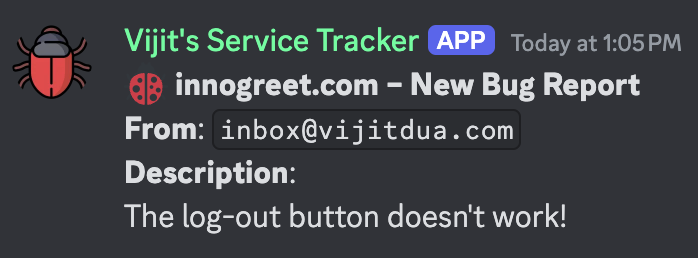 Vijit's Service Tracker APP Today at 1:05 PM
innogreet.com – New Bug Report
From: inbox@vijitdua.com
Description:
The log-out button doesn't work!